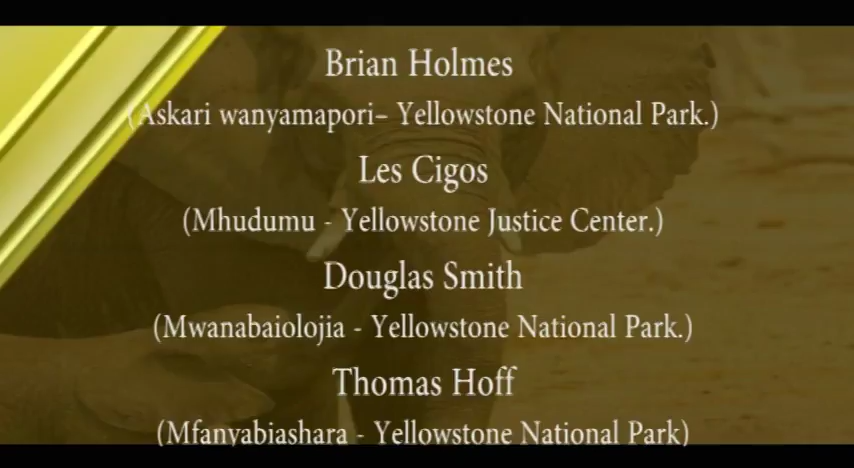 Brian Holmes
(Askari wanyamapori– Yellowstone National Park.)
Les Cigos
(Mhudumu - Yellowstone Justice Center.)
Douglas Smith
(Mwanabaiolojia - Yellowstone National Park.)
Thomas Hoff
(Mfanyabiashara - Yellowstone National Park)